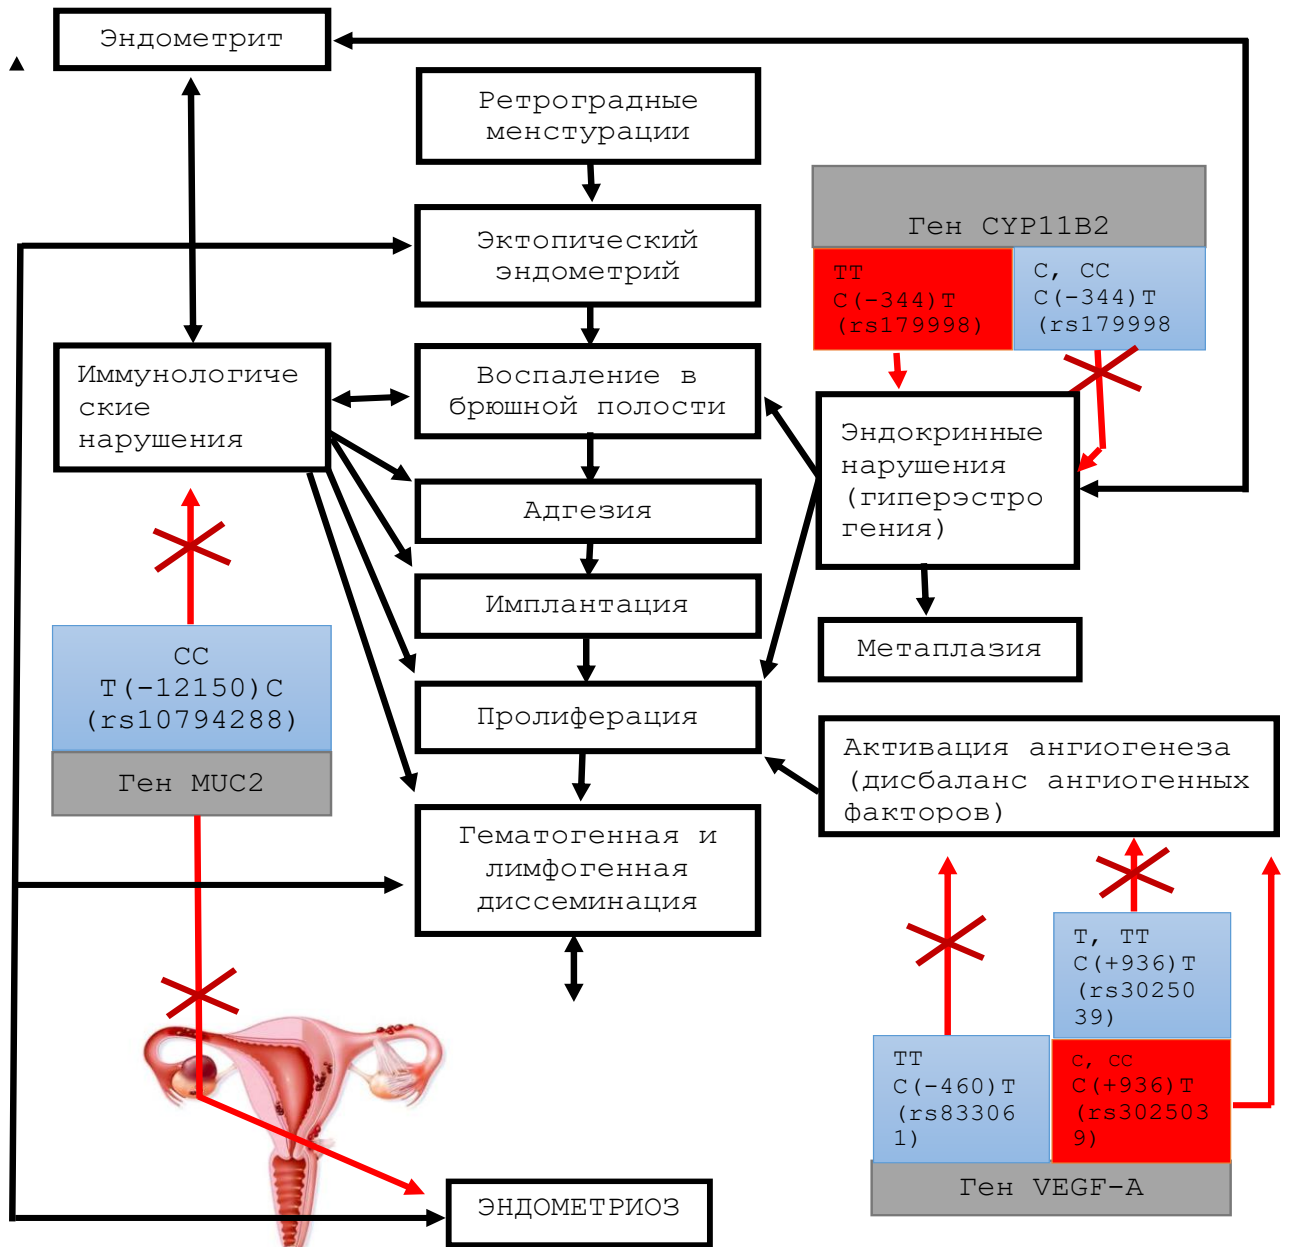 Эндометрит
Ретроградные
менстурации
Эктопический
эндометрий
Ген CYP11B2
TT
C(-344)T
(rs179998)
C, CC
C(-344)T
(rs179998
Иммунологиче
ские
нарушения
Воспаление в
брюшной полости
Эндокринные
нарушения
(гиперэстро
гения)
Адгезия
Имплантация
Метаплазия
CC
T(-12150)C
(rs10794288)
Ген MUC2
Пролиферация
Активация ангиогенеза
(дисбаланс ангиогенных
факторов)
Гематогенная и
лимфогенная
диссеминация
T, TT
C(+936)T
(rs30250
39)
TT
C(-460)T
(rs83306
1)
C, CC
C(+936)T
(rs302503
9)
Ген VEGF-A
ЭНДОМЕТРИОЗ